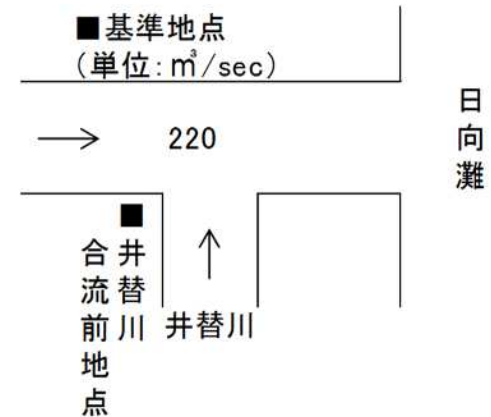 ■基準地点
（単位：㎥/sec）
→ 220
日向灘
■井替川
合流前地点
↑
井替川